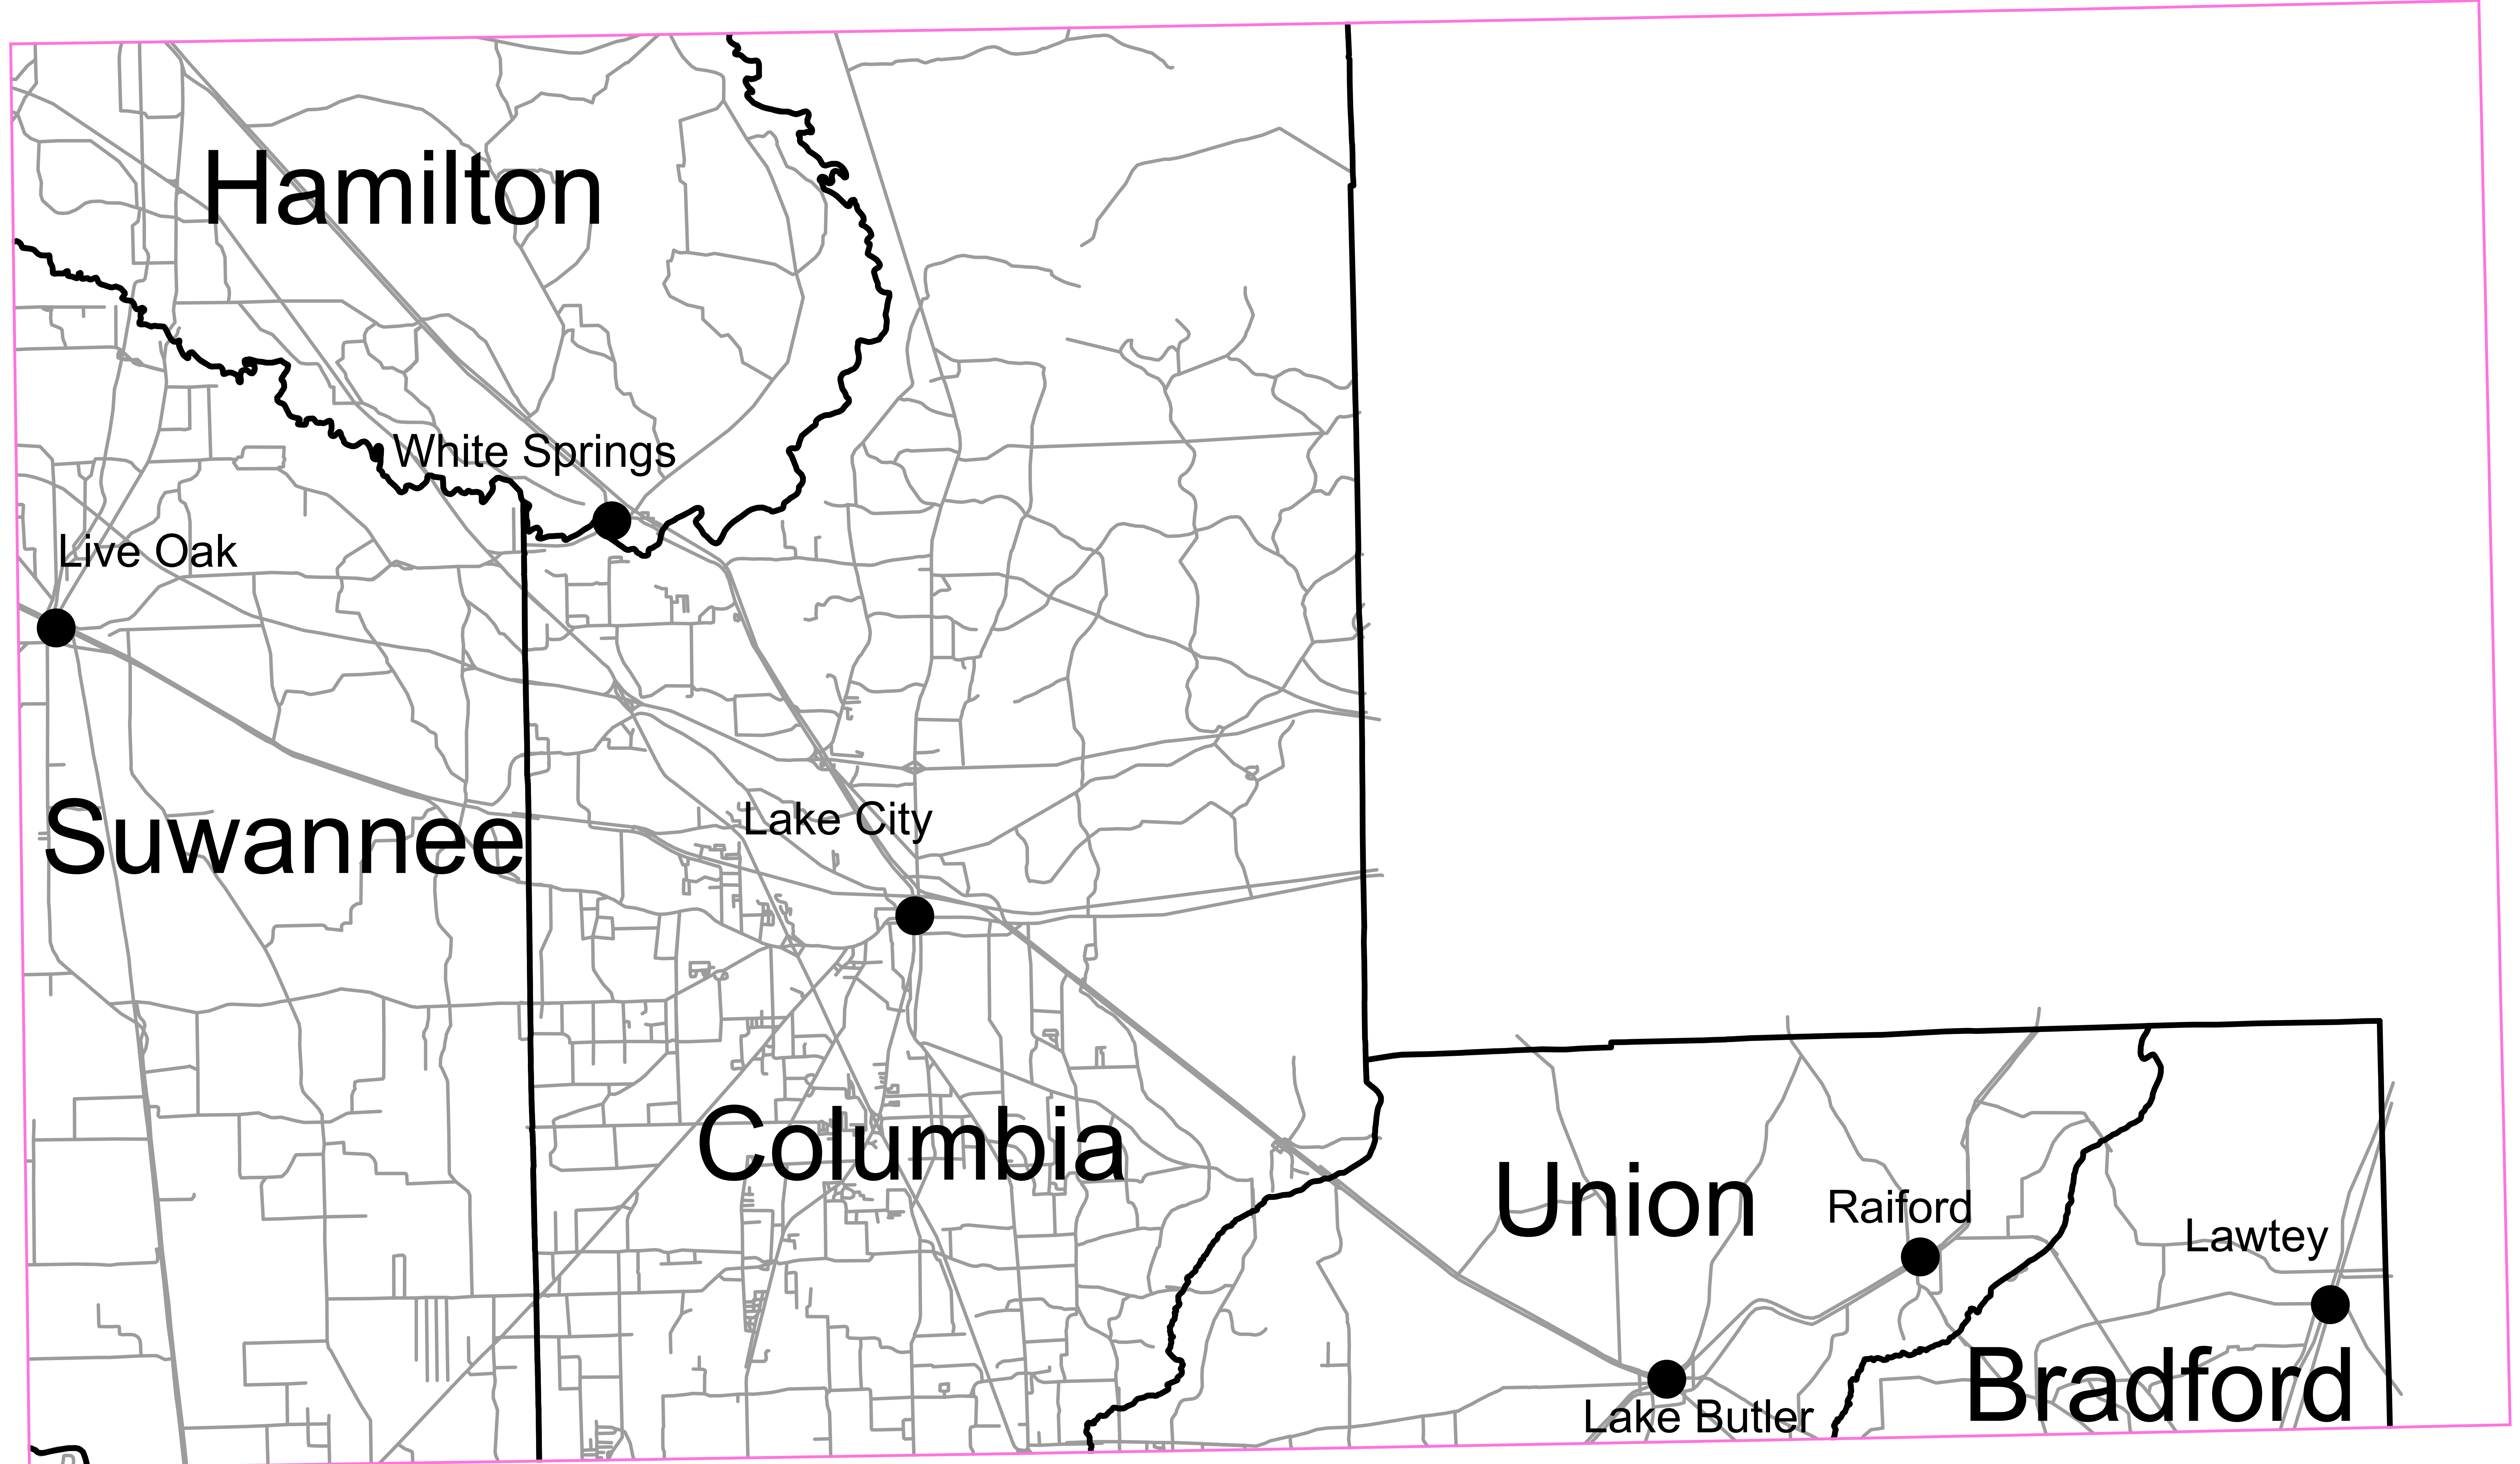 Hamilton
White Springs
Live Oak
Lake City
Suwannee
Columbia
Union
Raiford
Lawtey
Bradford
Lake Butler